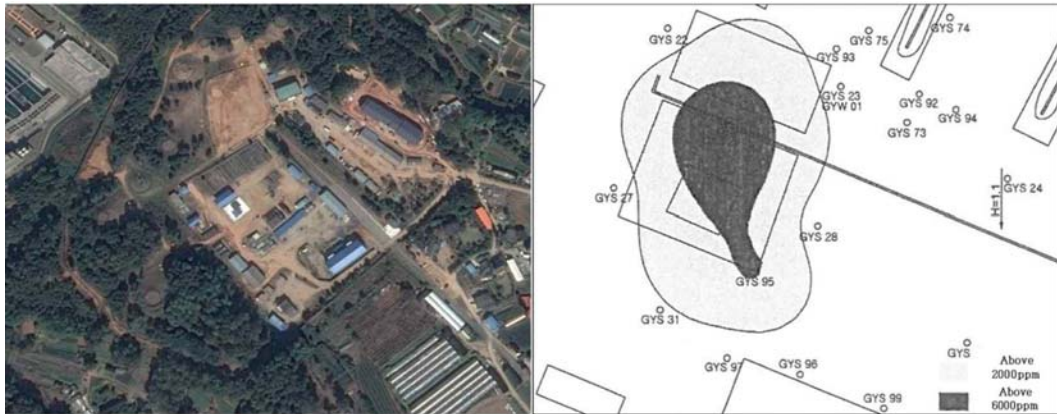 GYS 22
GYS 75
GYS 74
GYS 93
GYS 23
GYW 01
GYS 92
GYS 94
GYS 73
GYS 24
H=1.1
GYS 27
GYS 28
GYS 95
GYS 31
GYS
GYS 97
GYS 96
GYS 99
Above
2000ppm
Above
6000ppm